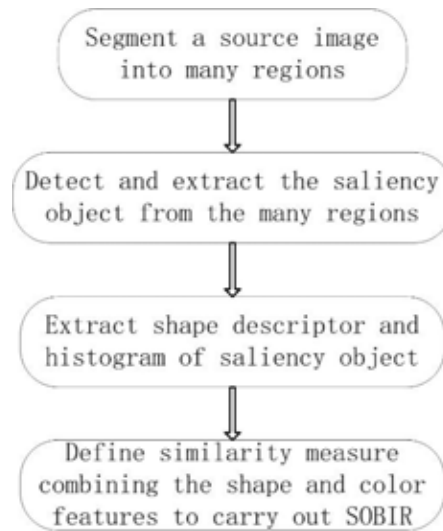 Segment a source image
into many regions
Detect and extract the saliency
object from the many regions
Extract shape descriptor and
histogram of saliency object
Define similarity measure
combining the shape and color
features to carry out SOBIR